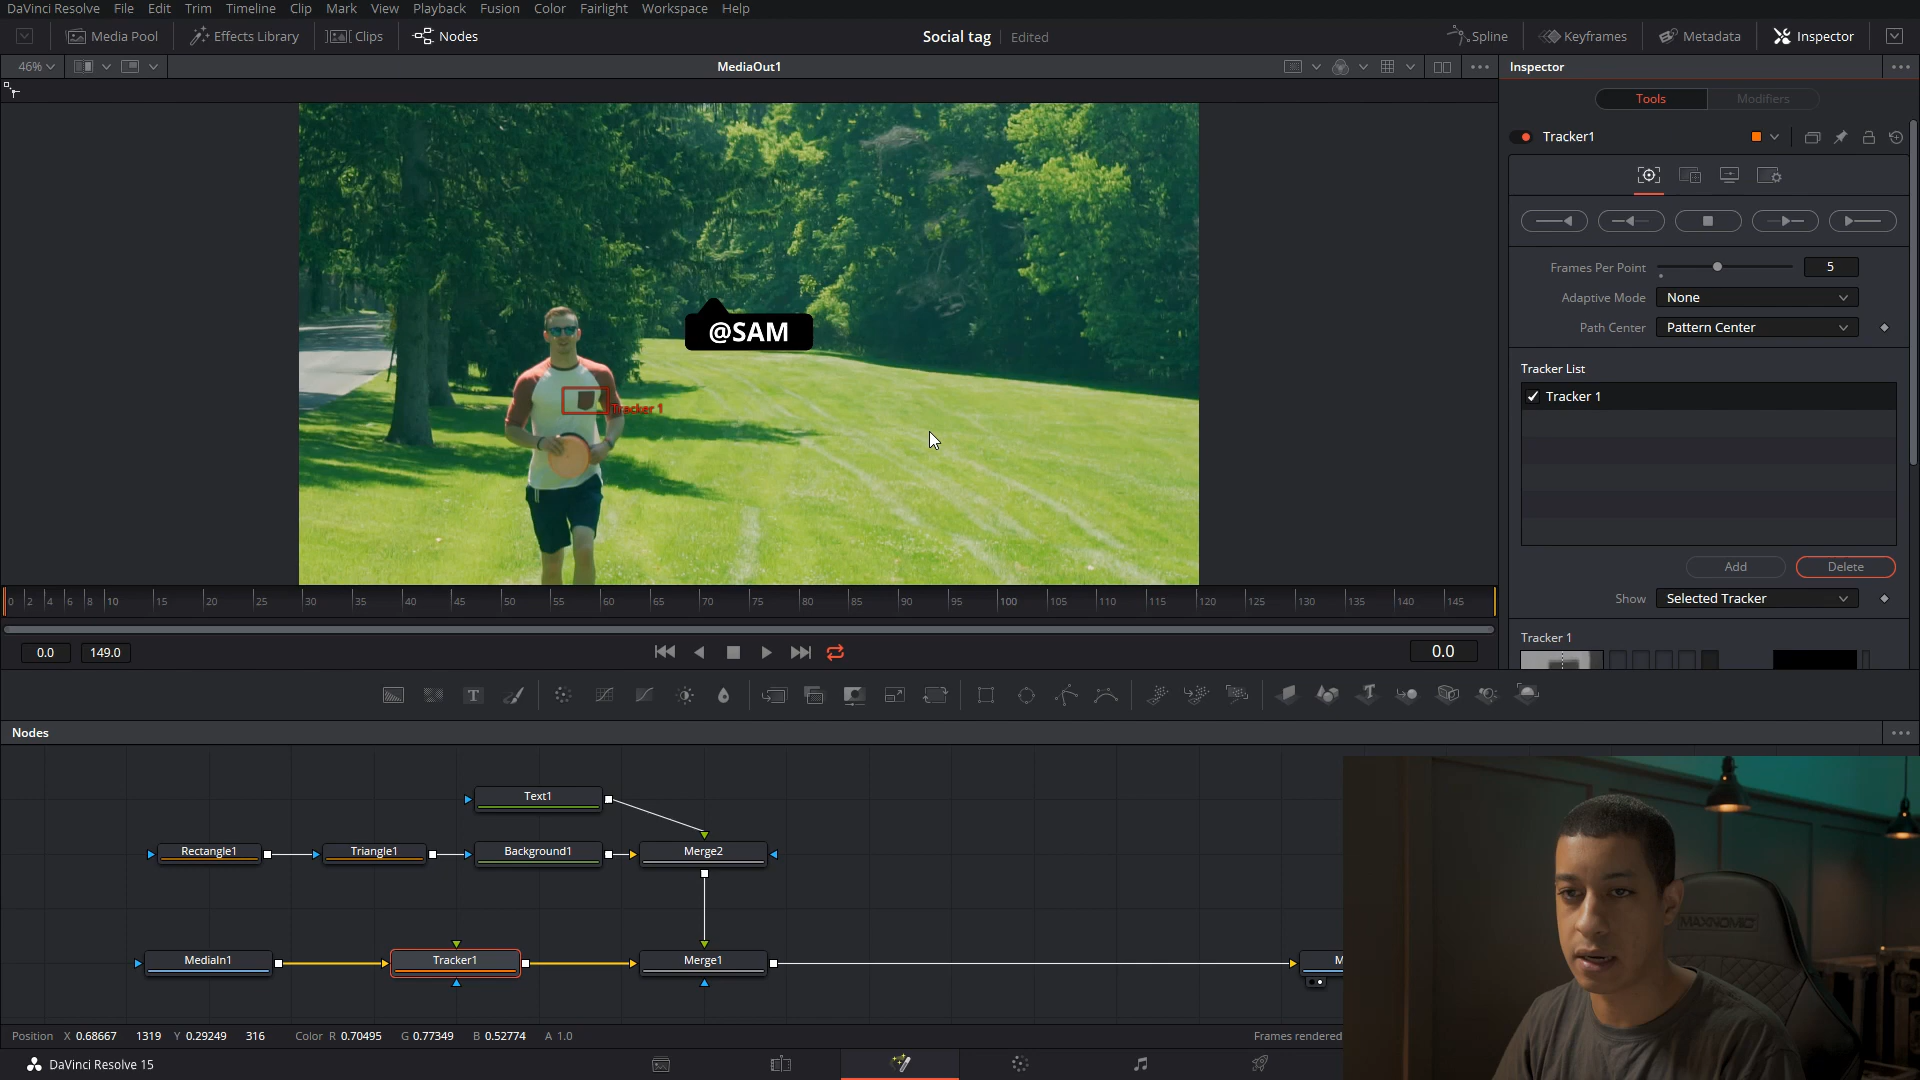 DaVinci Resolve File Edit Trim Timeline Clip Mark View Playback Fusion Color Fairlight Workspace Help
Media Pool Effects Library Clips Nodes Social tag Edited Spline Keyframes Metadata Inspector
46% MediaOut1 Inspector
Tools Modifiers
Tracker1
Frames Per Point 5
Adaptive Mode None
Path Center Pattern Center
@SAM
Tracker List
Tracker 1
Tracker 1
Add Delete
Show Selected Tracker
0 2 4 6 8 10 15 20 25 30 35 40 45 50 55 60 65 70 75 80 85 90 95 100 105 110 115 120 125 130 135 140 145
Tracker 1
0.0 149.0 0.0
Nodes
Text1
Rectangle1 Triangle1 Background1 Merge2
MediaIn1 Tracker1 Merge1 M
MAXNOMIC
Position X 0.68667 1319 Y 0.29249 316 Color R 0.70495 G 0.77349 B 0.52774 A 1.0 Frames rendered
DaVinci Resolve 15